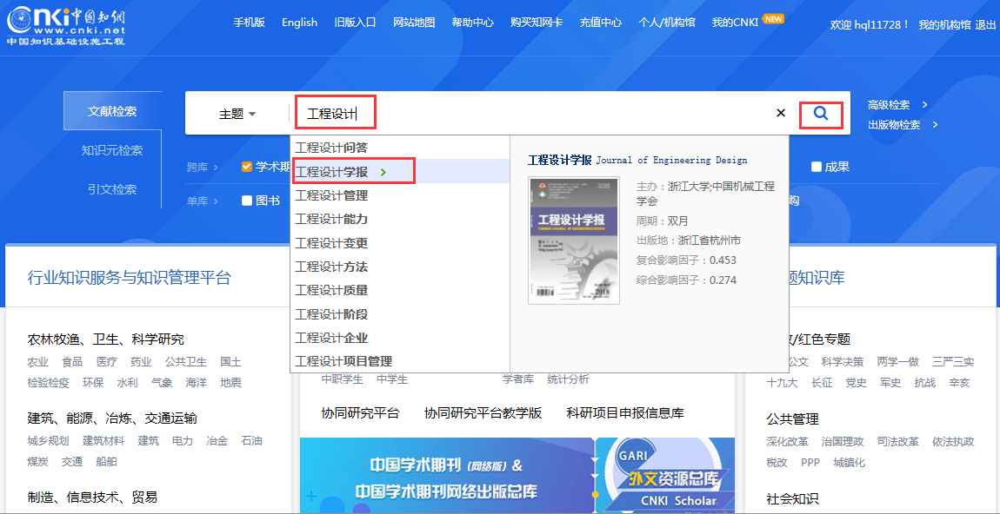 cnki中国知网
www.cnki.net
中国知识基础设施工程
手机版 English 旧版入口 网站地图 帮助中心 购买知网卡 充值中心 个人/机构馆 我的CNKI NEW
欢迎 hql11728！ 我的机构馆 退出
文献检索
知识元检索
引文检索
主题 工程设计
高级检索 >
出版物检索 >
跨库 > 学术期
成果
单库 > 图书
购
工程设计问答
工程设计学报 >
工程设计管理
工程设计能力
工程设计变更
工程设计方法
工程设计质量
工程设计阶段
工程设计企业
工程设计项目管理
工程设计学报 Journal of Engineering Design
工程设计学报
2018
主办：浙江大学;中国机械工程
学会
周期：双月
出版地：浙江省杭州市
复合影响因子：0.453
综合影响因子：0.274
行业知识服务与知识管理平台
农林牧渔、卫生、科学研究
农业 食品 医疗 药业 公共卫生 国土
检验检疫 环保 水利 气象 海洋 地震
建筑、能源、冶炼、交通运输
城乡规划 建筑材料 建筑 电力 冶金 石油
煤炭 交通 船舶
制造、信息技术、贸易
中职学生 中学生 学者库 统计分析
协同研究平台 协同研究平台教学版 科研项目申报信息库
中国学术期刊 (网络版) &
中国学术期刊网络出版总库
GARI
外文资源总库
CNKI Scholar
题知识库
/红色专题
公文 科学决策 两学一做 三严三实
十九大 长征 党史 军史 抗战 辛亥
公共管理
深化改革 治国理政 司法改革 依法执政
税改 PPP 城镇化
社会知识